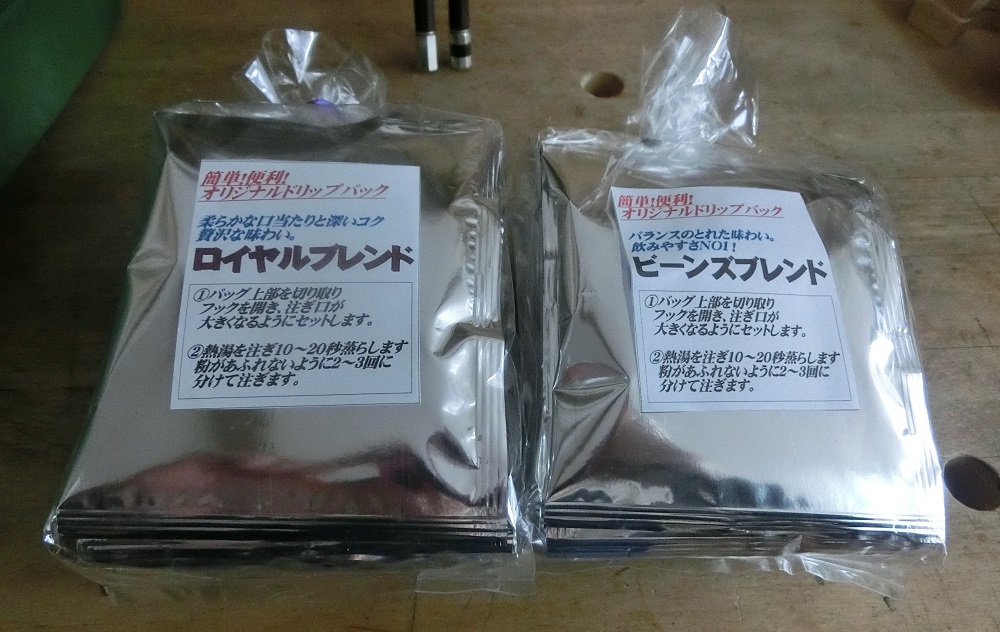 簡単!便利!
オリジナルドリップバック
柔らかな口当たりと深いコク
贅沢な味わい。
ロイヤルブレンド
①バッグ上部を切り取り
フックを開き、注ぎ口が
大きくなるようにセットします。
②熱湯を注ぎ10～20秒蒸らします
粉があふれないように2～3回に
分けて注ぎます。
簡単!便利!
オリジナルドリップバック
バランスのとれた味わい。
飲みやすさNO1!
ビーンズブレンド
①バッグ上部を切り取り
フックを開き、注ぎ口が
大きくなるようにセットします。
②熱湯を注ぎ10～20秒蒸らします
粉があふれないように2～3回に
分けて注ぎます。